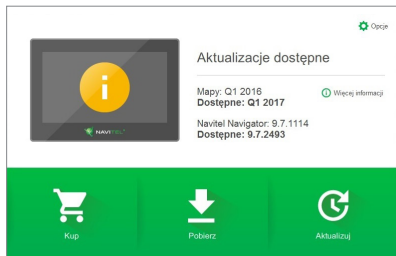 Opcje
Aktualizacje dostępne
Mapy: Q1 2016
Dostępne: Q1 2017
Więcej informacji
Navitel Navigator: 9.7.1114
Dostępne: 9.7.2493
NAVITEL®
Kup
Pobierz
Aktualizuj